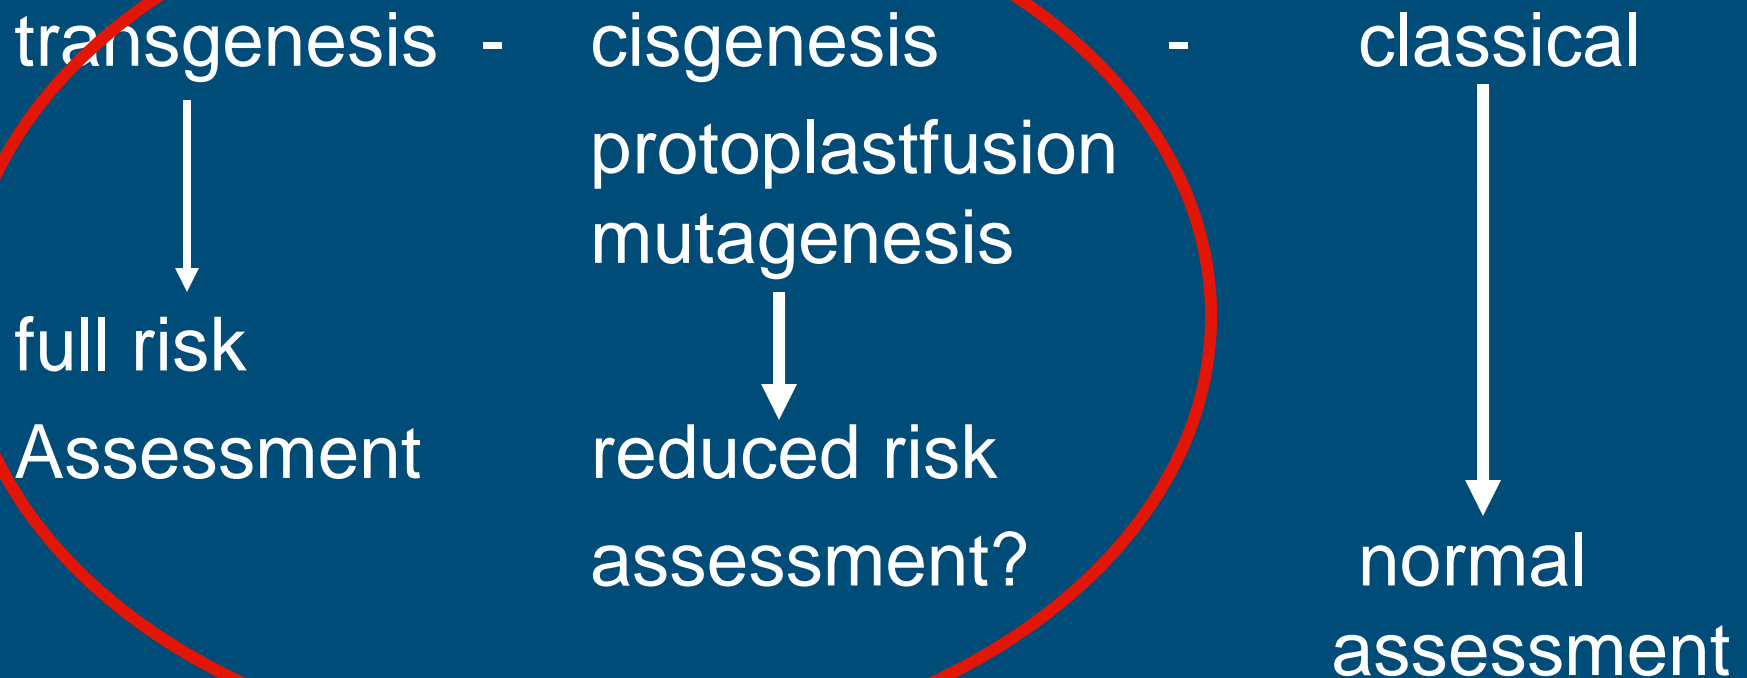 transgenesis - cisgenesis - classical
protoplastfusion
mutagenesis
full risk
Assessment reduced risk
assessment? normal
assessment